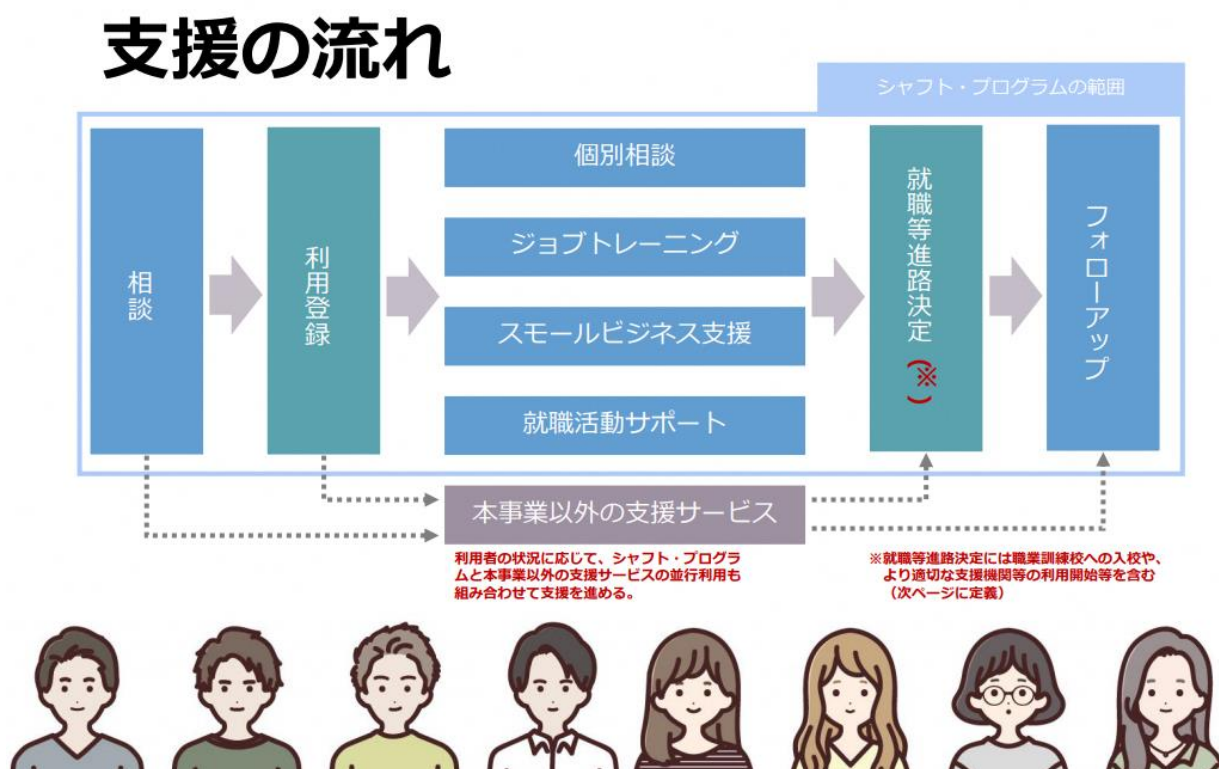 支援の流れ
シャフト・プログラムの範囲
相談
利用登録
個別相談
ジョブトレーニング
スモールビジネス支援
就職活動サポート
就職等進路決定(※)
フォローアップ
本事業以外の支援サービス
利用者の状況に応じて、シャフト・プログラ
ムと本事業以外の支援サービスの並行利用も
組み合わせて支援を進める。
※就職等進路決定には職業訓練校への入校や、
より適切な支援機関等の利用開始等を含む
(次ページに定義)